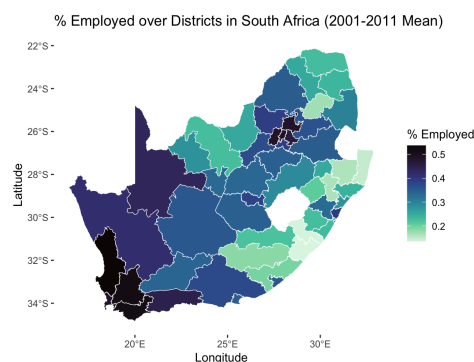 % Employed over Districts in South Africa (2001-2011 Mean)
22°S
24°S
26°S
28°S
30°S
32°S
34°S
Latitude
20°E 25°E 30°E
Longitude
% Employed
0.5
0.4
0.3
0.2